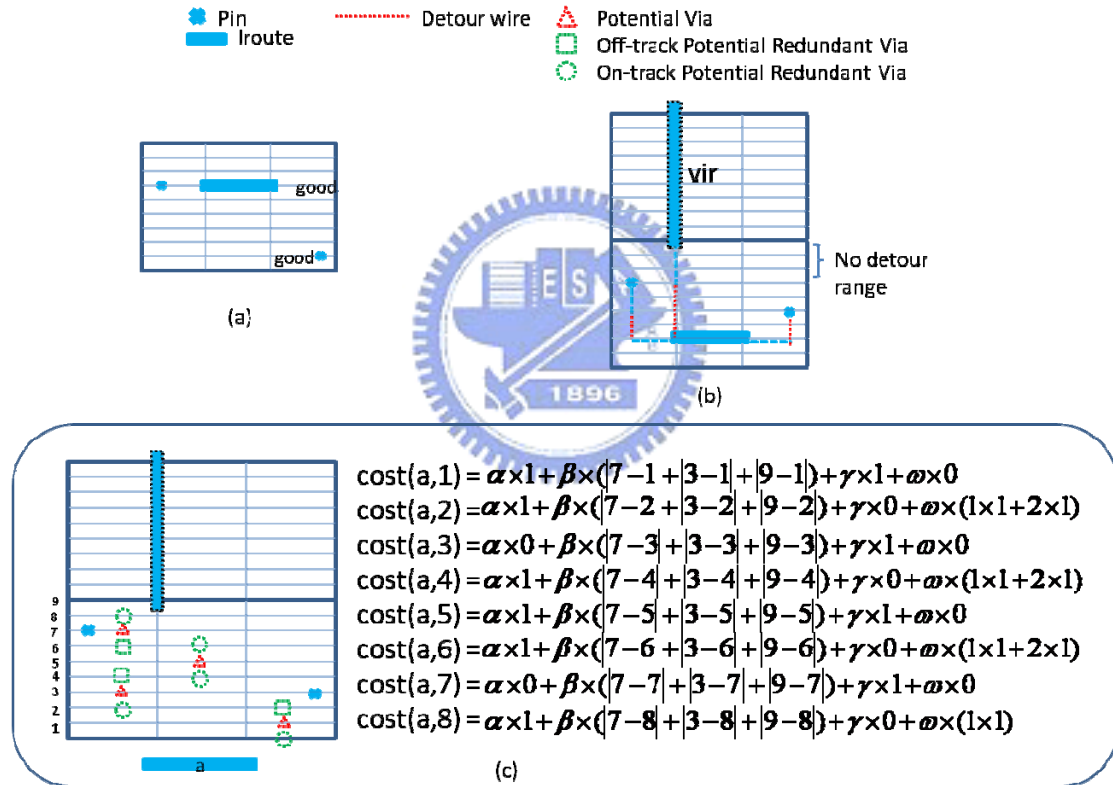 Pin
Iroute
Detour wire
Potential Via
Off-track Potential Redundant Via
On-track Potential Redundant Via
good
good
(a)
vir
No detour
range
(b)
E S
1896
9
8
7
6
5
4
3
2
1
a
cost(a,1) = α×1+β×(|7−1|+|3−1|+|9−1|)+γ×1+ω×0
cost(a,2) = α×1+β×(|7−2|+|3−2|+|9−2|)+γ×0+ω×(1×1+2×1)
cost(a,3) = α×0+β×(|7−3|+|3−3|+|9−3|)+γ×1+ω×0
cost(a,4) = α×1+β×(|7−4|+|3−4|+|9−4|)+γ×0+ω×(1×1+2×1)
cost(a,5) = α×1+β×(|7−5|+|3−5|+|9−5|)+γ×1+ω×0
cost(a,6) = α×1+β×(|7−6|+|3−6|+|9−6|)+γ×0+ω×(1×1+2×1)
cost(a,7) = α×0+β×(|7−7|+|3−7|+|9−7|)+γ×1+ω×0
cost(a,8) = α×1+β×(|7−8|+|3−8|+|9−8|)+γ×0+ω×(1×1)
(c)